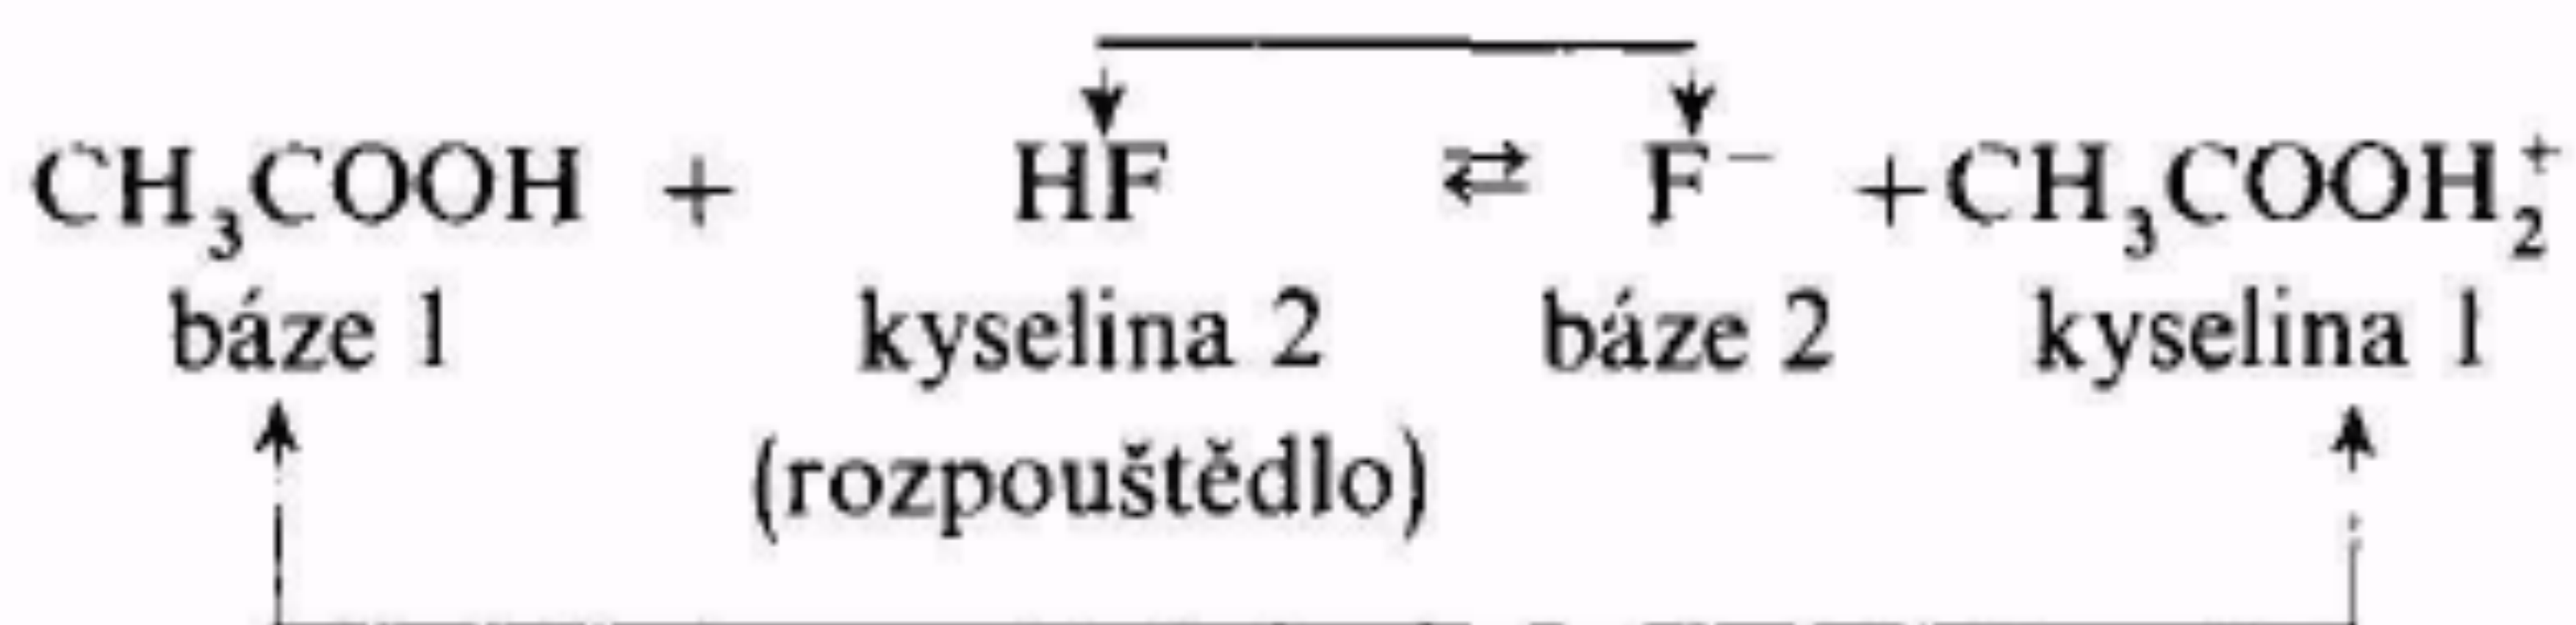 CH₃COOH + HF ⇄ F⁻ + CH₃COOH₂⁺
báze 1 kyselina 2 báze 2 kyselina 1
(rozpouštědlo)